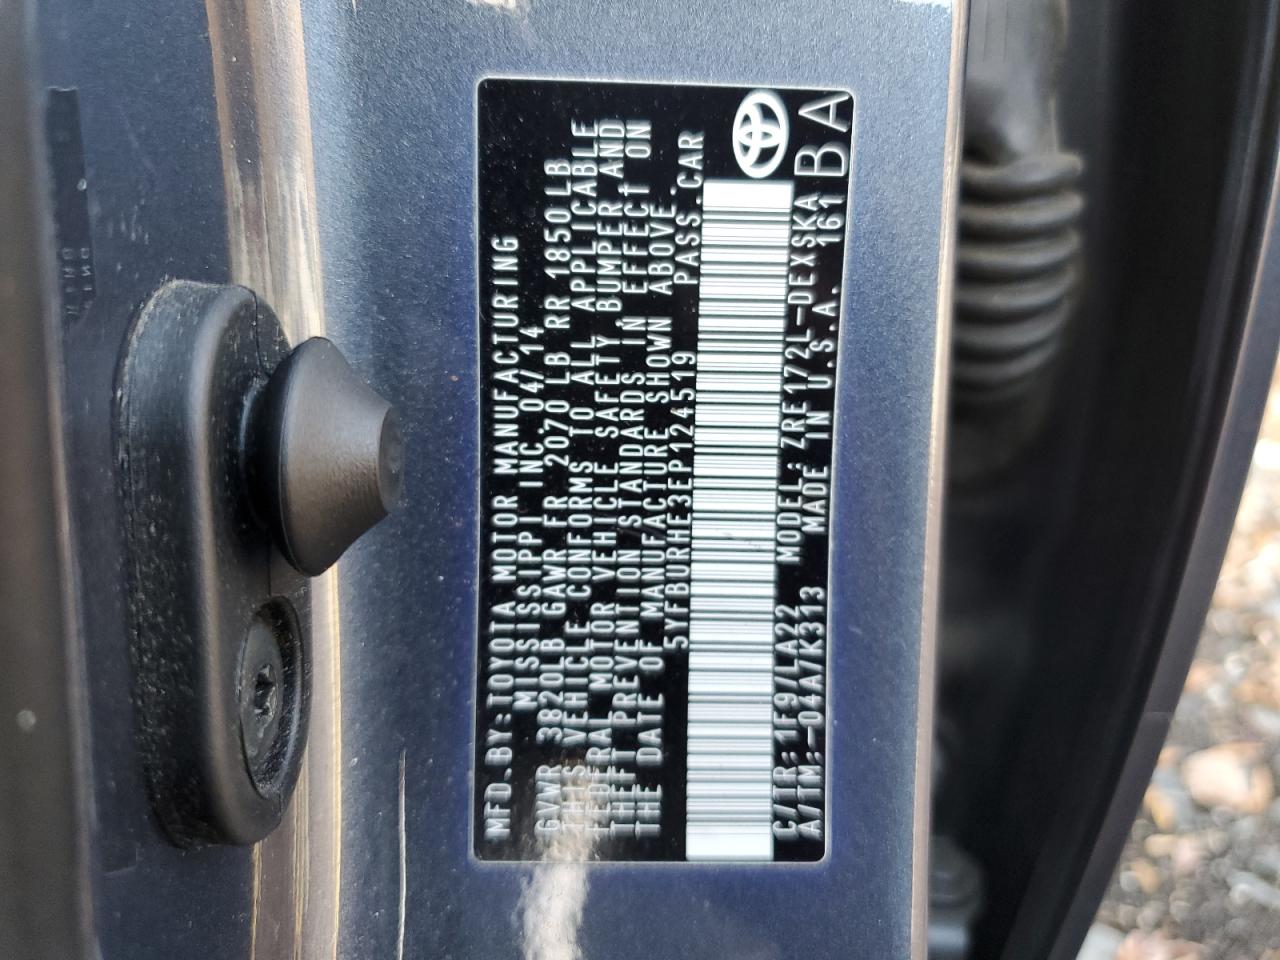 MFD.BY:TOYOTA MOTOR MANUFACTURING
MISSISSIPPI INC. 04/14
GVWR 3820LB GAWR FR 2070 LB RR 1850LB
THIS VEHICLE CONFORMS TO ALL APPLICABLE
FEDERAL MOTOR VEHICLE SAFETY BUMPER AND
THEFT PREVENTION STANDARDS IN EFFECT ON
THE DATE OF MANUFACTURE SHOWN ABOVE.
5YFBURHE3EP124519 PASS.CAR
C/TR: 1F9/LA22 MODEL: ZRE172L-DEXSKA
A/TM:-04A/K313 MADE IN U.S.A. 161
BA